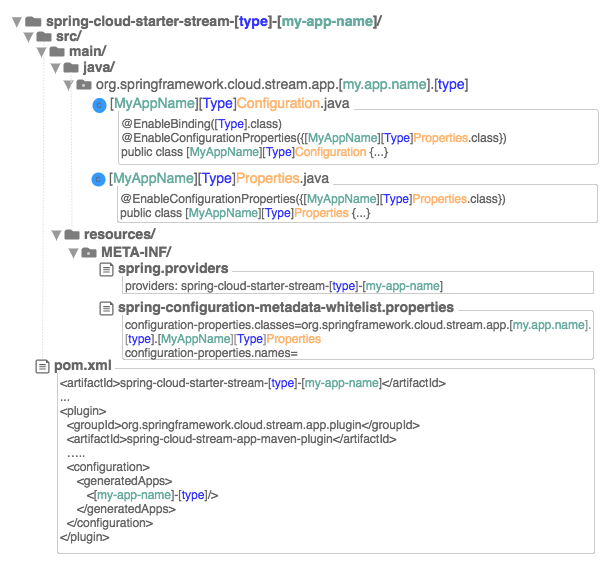 spring-cloud-starter-stream-[type]-[my-app-name]/
src/
main/
java/
org.springframework.cloud.stream.app.[my.app.name].[type]
[MyAppName][Type]Configuration.java
@EnableBinding([Type].class)
@EnableConfigurationProperties({[MyAppName][Type]Properties.class})
public class [MyAppName][Type]Configuration {...}
[MyAppName][Type]Properties.java
@EnableConfigurationProperties({[MyAppName][Type]Properties.class})
public class [MyAppName][Type]Properties {...}
resources/
META-INF/
spring.providers
providers: spring-cloud-starter-stream-[type]-[my-app-name]
spring-configuration-metadata-whitelist.properties
configuration-properties.classes=org.springframework.cloud.stream.app.[my.app.name].
[type].[MyAppName][Type]Properties
configuration-properties.names=
pom.xml
<artifactId>spring-cloud-starter-stream-[type]-[my-app-name]</artifactId>
...
<plugin>
<groupId>org.springframework.cloud.stream.app.plugin</groupId>
<artifactId>spring-cloud-stream-app-maven-plugin</artifactId>
…..
<configuration>
<generatedApps>
<[my-app-name]-[type]/>
</generatedApps>
</configuration>
</plugin>